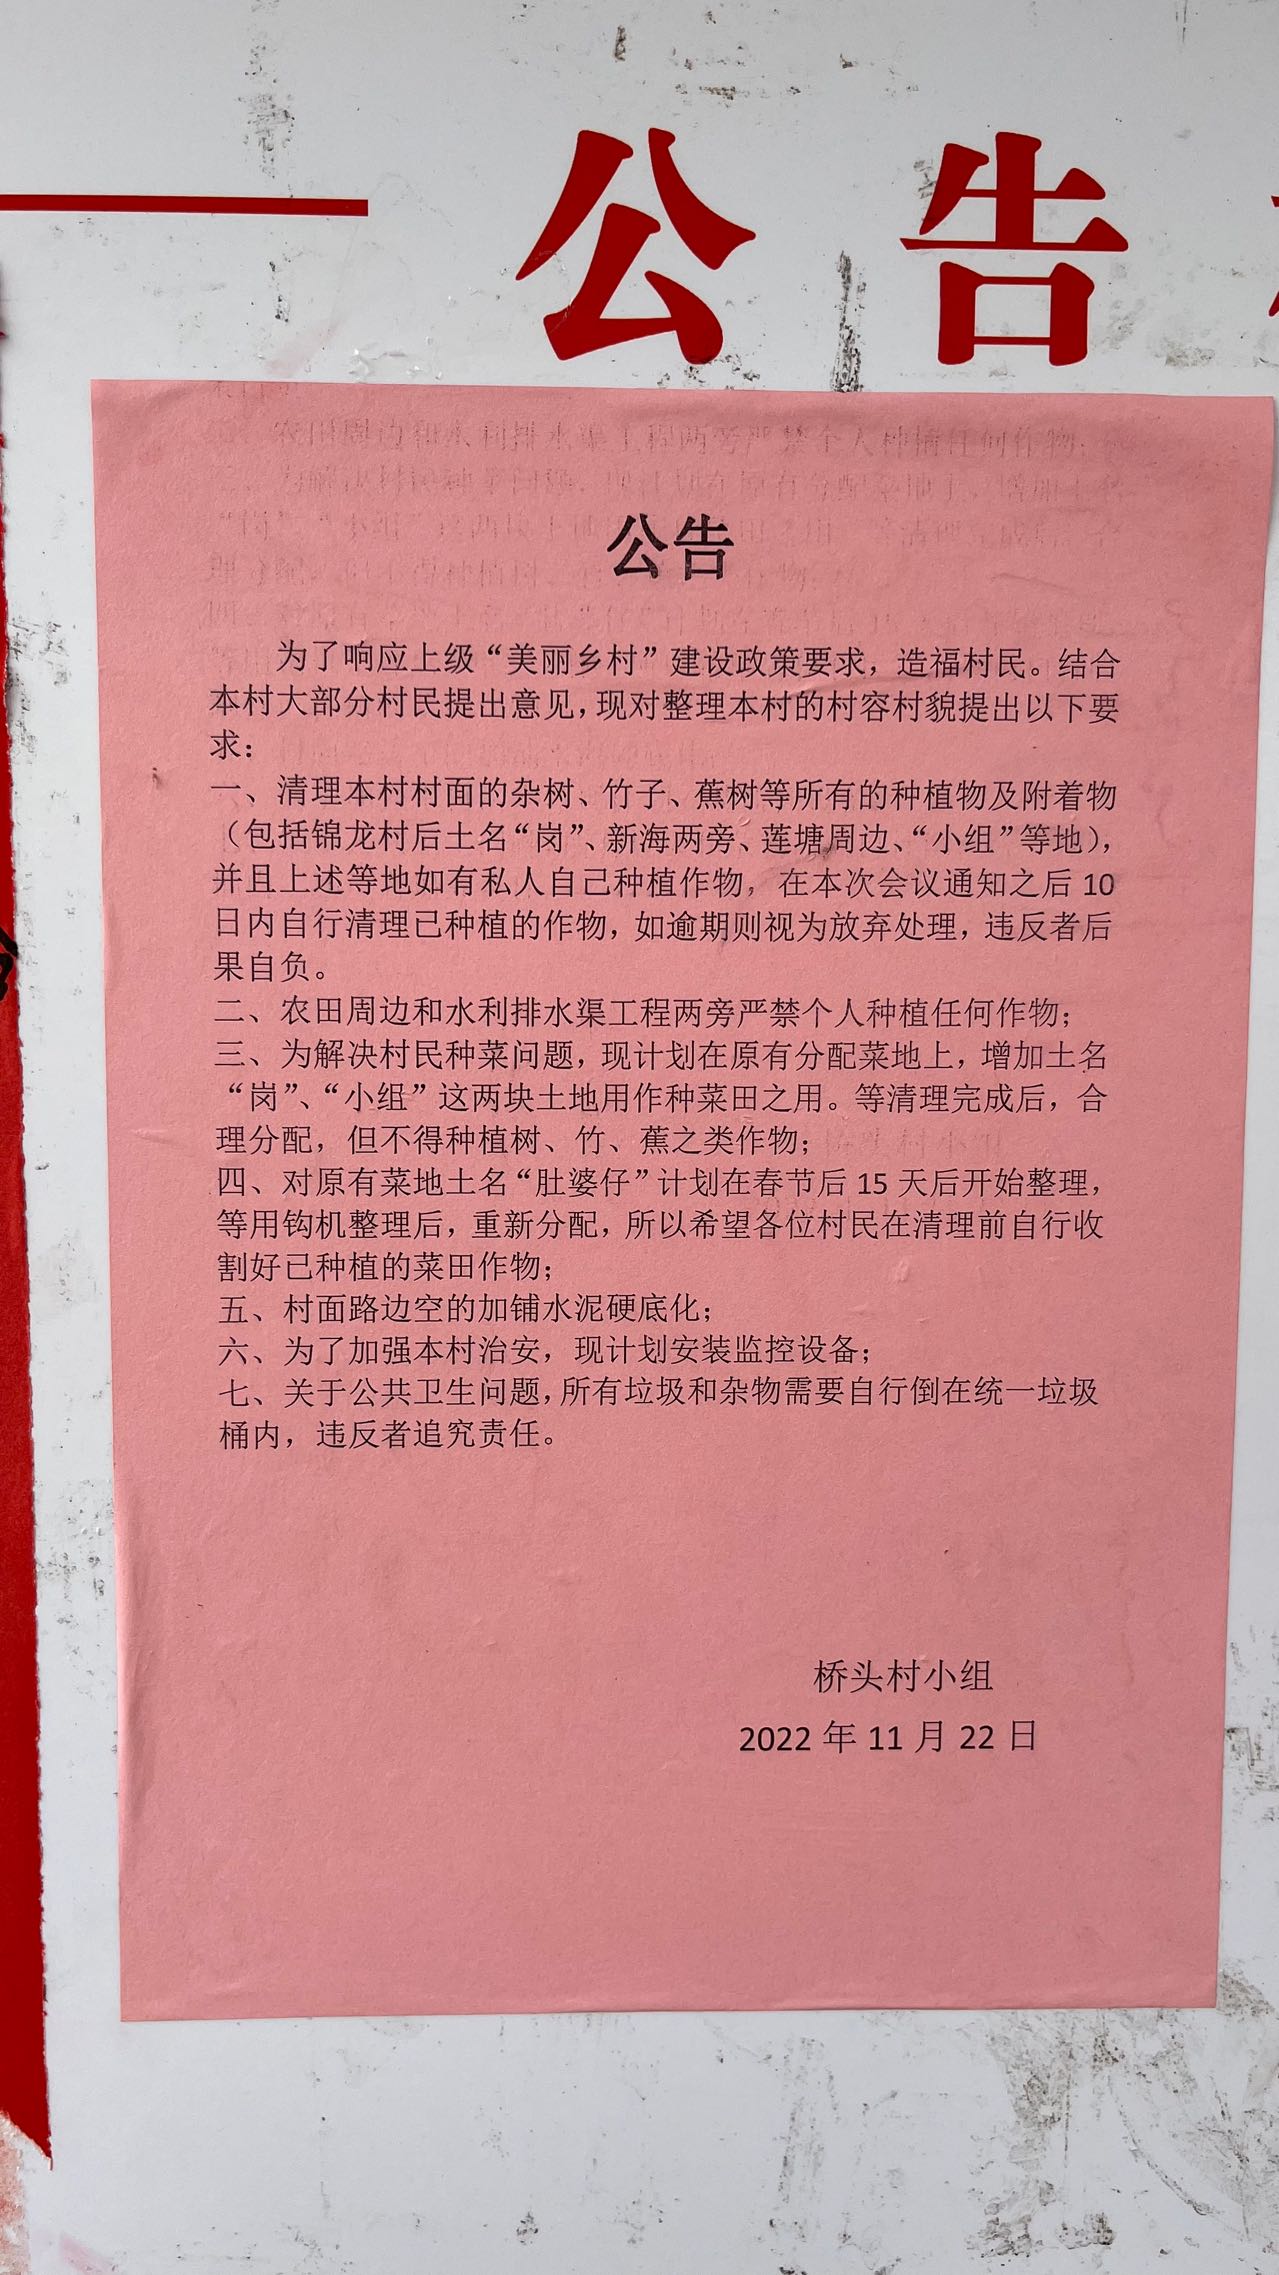 公告
公告
为了响应上级“美丽乡村”建设政策要求，造福村民。结合
本村大部分村民提出意见，现对整理本村的村容村貌提出以下要
求：
一、清理本村村面的杂树、竹子、蕉树等所有的种植物及附着物
（包括锦龙村后土名“岗”、新海两旁、莲塘周边、“小组”等地），
并且上述等地如有私人自己种植作物，在本次会议通知之后 10
日内自行清理已种植的作物，如逾期则视为放弃处理，违反者后
果自负。
二、农田周边和水利排水渠工程两旁严禁个人种植任何作物；
三、为解决村民种菜问题，现计划在原有分配菜地上，增加土名
“岗”、“小组”这两块土地用作种菜田之用。等清理完成后，合
理分配，但不得种植树、竹、蕉之类作物；
四、对原有菜地土名“肚婆仔”计划在春节后 15 天后开始整理，
等用钩机整理后，重新分配，所以希望各位村民在清理前自行收
割好已种植的菜田作物；
五、村面路边空的加铺水泥硬底化；
六、为了加强本村治安，现计划安装监控设备；
七、关于公共卫生问题，所有垃圾和杂物需要自行倒在统一垃圾
桶内，违反者追究责任。
桥头村小组
2022 年 11 月 22 日